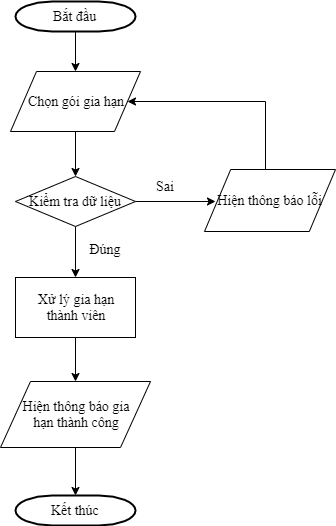 Bắt đầu
Chọn gói gia hạn
Kiểm tra dữ liệu
Sai
Hiện thông báo lỗi
Đúng
Xử lý gia hạn
thành viên
Hiện thông báo gia
hạn thành công
Kết thúc